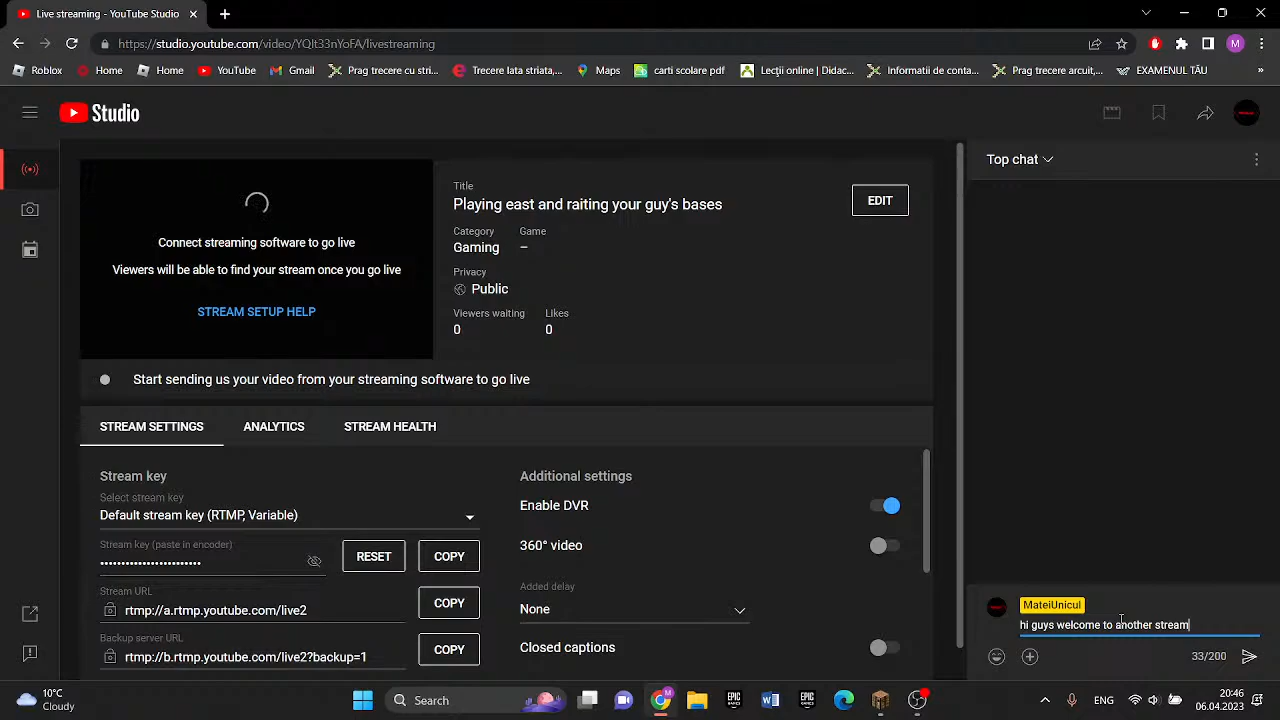 Live streaming - YouTube Studio
https://studio.youtube.com/video/YQIt33nYoFA/livestreaming
M
Roblox
Home
Home
YouTube
Gmail
Prag trecere cu stri...
Trecere lata striata,...
Maps
carti scolare pdf
Lecții online | Didac...
Informatii de conta...
Prag trecere arcuit,...
EXAMENUL TĂU
»
Studio
Connect streaming software to go live
Viewers will be able to find your stream once you go live
STREAM SETUP HELP
Title
Playing east and raiting your guy's bases
EDIT
Category
Game
Gaming
–
Privacy
Public
Viewers waiting
Likes
0
0
Start sending us your video from your streaming software to go live
STREAM SETTINGS
ANALYTICS
STREAM HEALTH
Stream key
Select stream key
Default stream key (RTMP, Variable)
Stream key (paste in encoder)
••••••••••••••••••••••••
RESET
COPY
Stream URL
rtmp://a.rtmp.youtube.com/live2
COPY
Backup server URL
rtmp://b.rtmp.youtube.com/live2?backup=1
COPY
Additional settings
Enable DVR
360° video
Added delay
None
Closed captions
Top chat
MateiUnicul
hi guys welcome to another stream
33/200
10°C
Cloudy
Search
EPIC
GAMES
EPIC
GAMES
ENG
20:46
06.04.2023